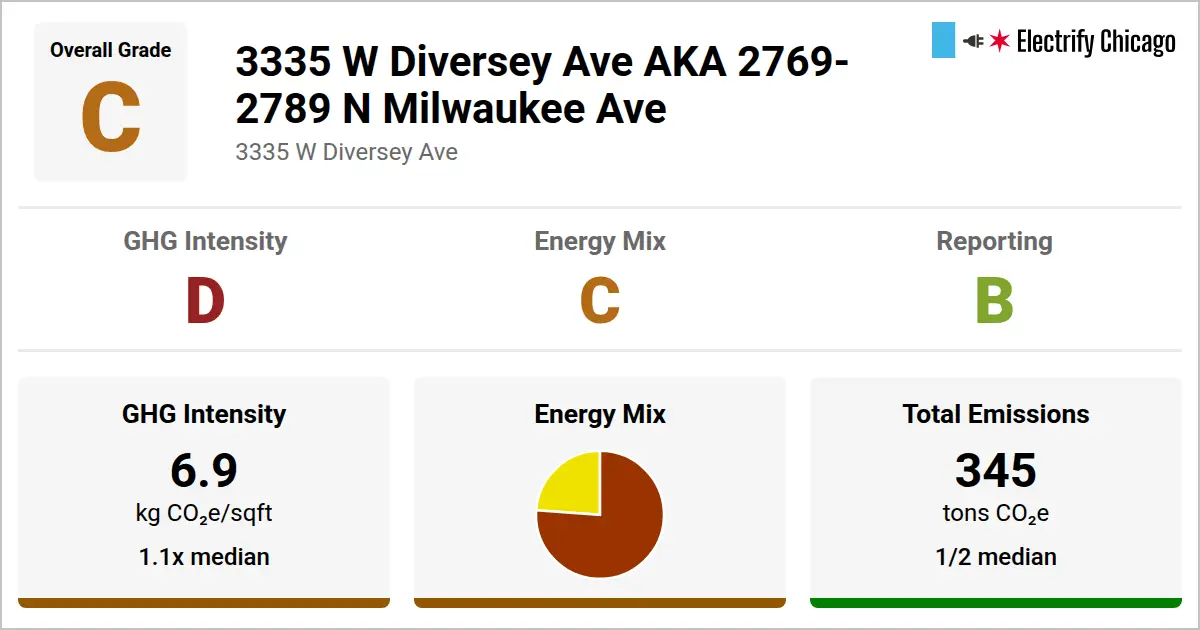 Overall Grade
C
3335 W Diversey Ave AKA 2769-
2789 N Milwaukee Ave
3335 W Diversey Ave
Electrify Chicago
GHG Intensity
D
Energy Mix
C
Reporting
B
GHG Intensity
6.9
kg CO₂e/sqft
1.1x median
Energy Mix
Total Emissions
345
tons CO₂e
1/2 median